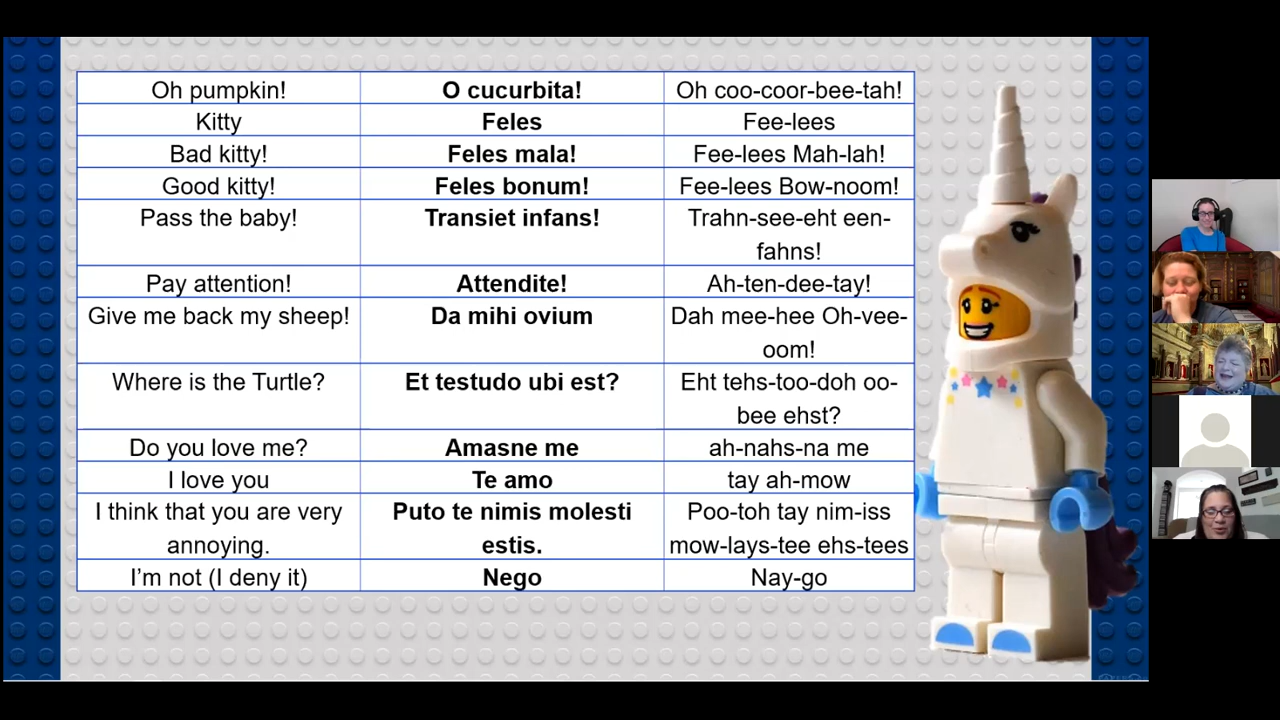 Oh pumpkin! O cucurbita! Oh coo-coor-bee-tah!
Kitty Feles Fee-lees
Bad kitty! Feles mala! Fee-lees Mah-lah!
Good kitty! Feles bonum! Fee-lees Bow-noom!
Pass the baby! Transiet infans! Trahn-see-eht een-
fahns!
Pay attention! Attendite! Ah-ten-dee-tay!
Give me back my sheep! Da mihi ovium Dah mee-hee Oh-vee-
oom!
Where is the Turtle? Et testudo ubi est? Eht tehs-too-doh oo-
bee ehst?
Do you love me? Amasne me ah-nahs-na me
I love you Te amo tay ah-mow
I think that you are very Puto te nimis molesti Poo-toh tay nim-iss
annoying. estis. mow-lays-tee ehs-tees
I'm not (I deny it) Nego Nay-go